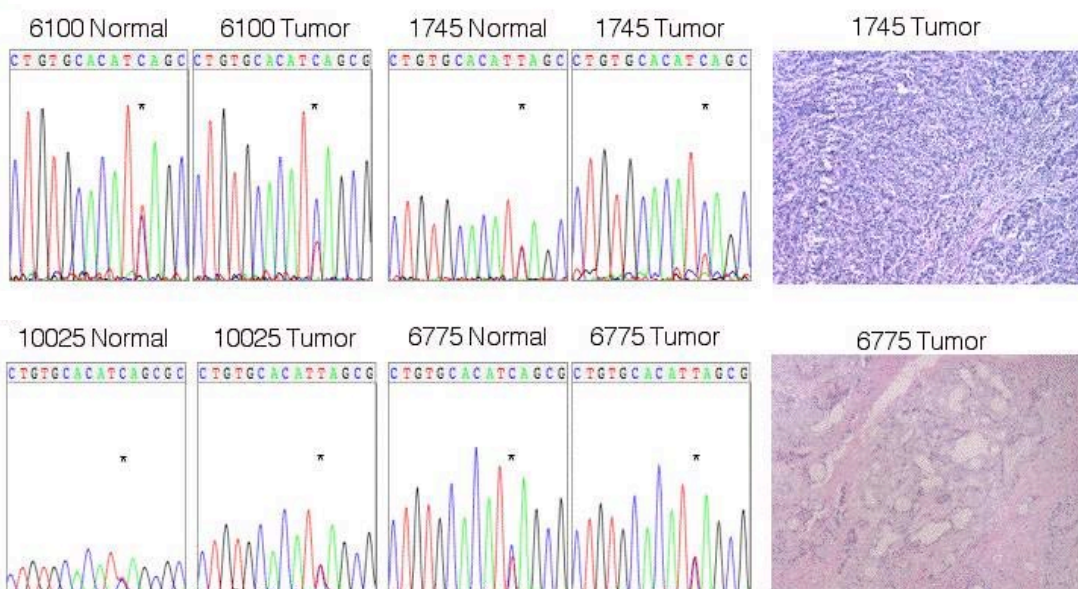 6100 Normal 6100 Tumor 1745 Normal 1745 Tumor 1745 Tumor
CTGTGCACATCAGC CTGTGCACATCAGCG CTGTGCACATTAGC CTGTGCACATCAGC
* * * *
10025 Normal 10025 Tumor 6775 Normal 6775 Tumor 6775 Tumor
CTGTGCACATCAGCGC CTGTGCACATTAGCG CTGTGCACATCAGCG CTGTGCACATTAGCG
* * * *